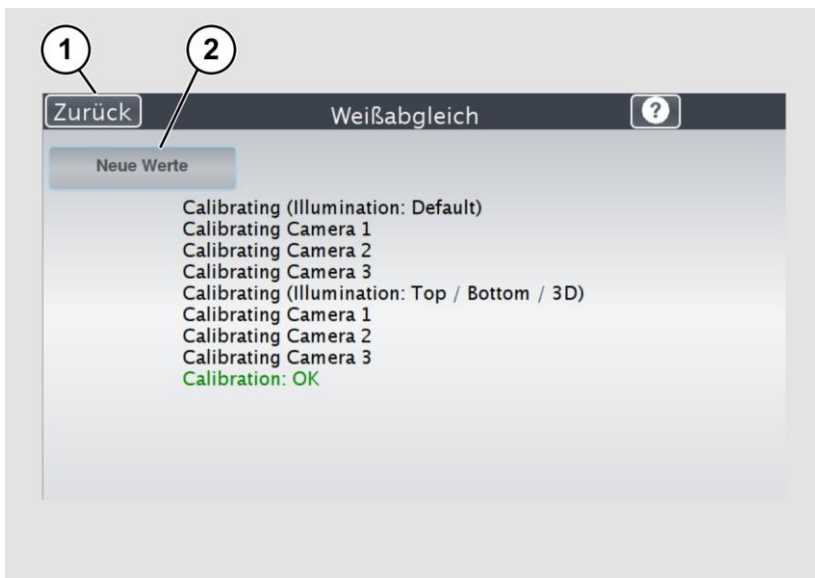 1 2
Zurück Weißabgleich ?
Neue Werte
Calibrating (Illumination: Default)
Calibrating Camera 1
Calibrating Camera 2
Calibrating Camera 3
Calibrating (Illumination: Top / Bottom / 3D)
Calibrating Camera 1
Calibrating Camera 2
Calibrating Camera 3
Calibration: OK